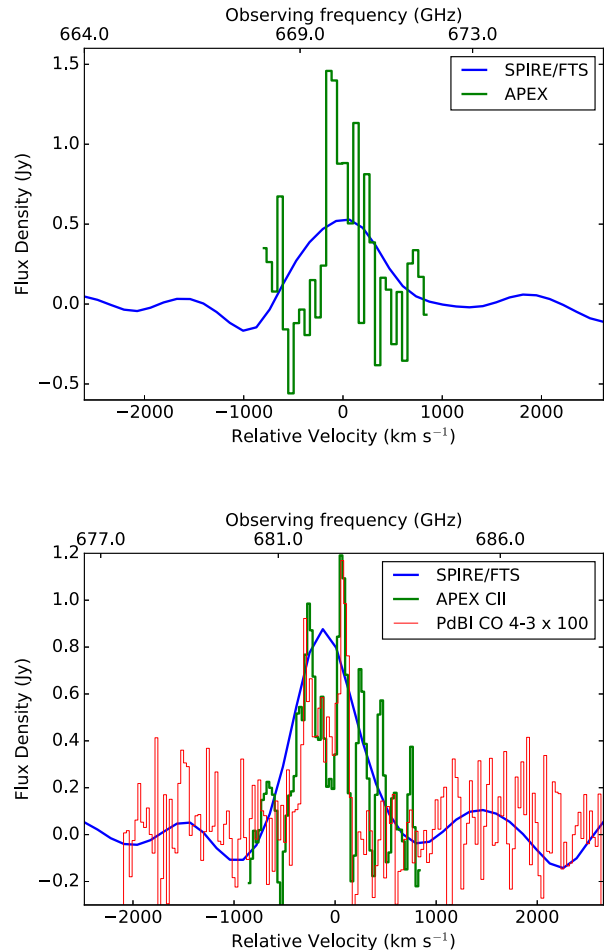 Observing frequency (GHz)
664.0 669.0 673.0
1.5
1.0
0.5
0.0
−0.5
Flux Density (Jy)
SPIRE/FTS
APEX
−2000 −1000 0 1000 2000
Relative Velocity (km s⁻¹)
Observing frequency (GHz)
677.0 681.0 686.0
1.2
1.0
0.8
0.6
0.4
0.2
0.0
−0.2
Flux Density (Jy)
SPIRE/FTS
APEX CII
PdBI CO 4-3 x 100
−2000 −1000 0 1000 2000
Relative Velocity (km s⁻¹)